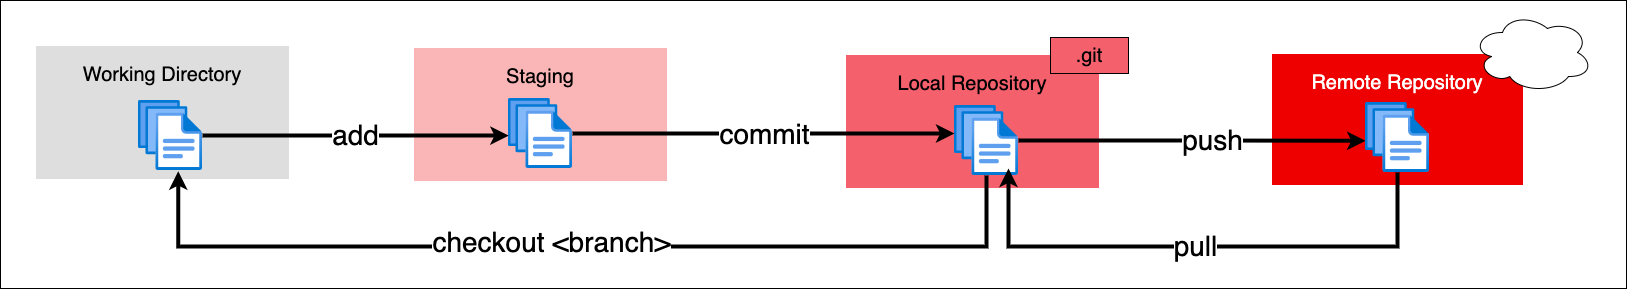 Working Directory
Staging
.git
Local Repository
Remote Repository
add
commit
push
checkout <branch>
pull